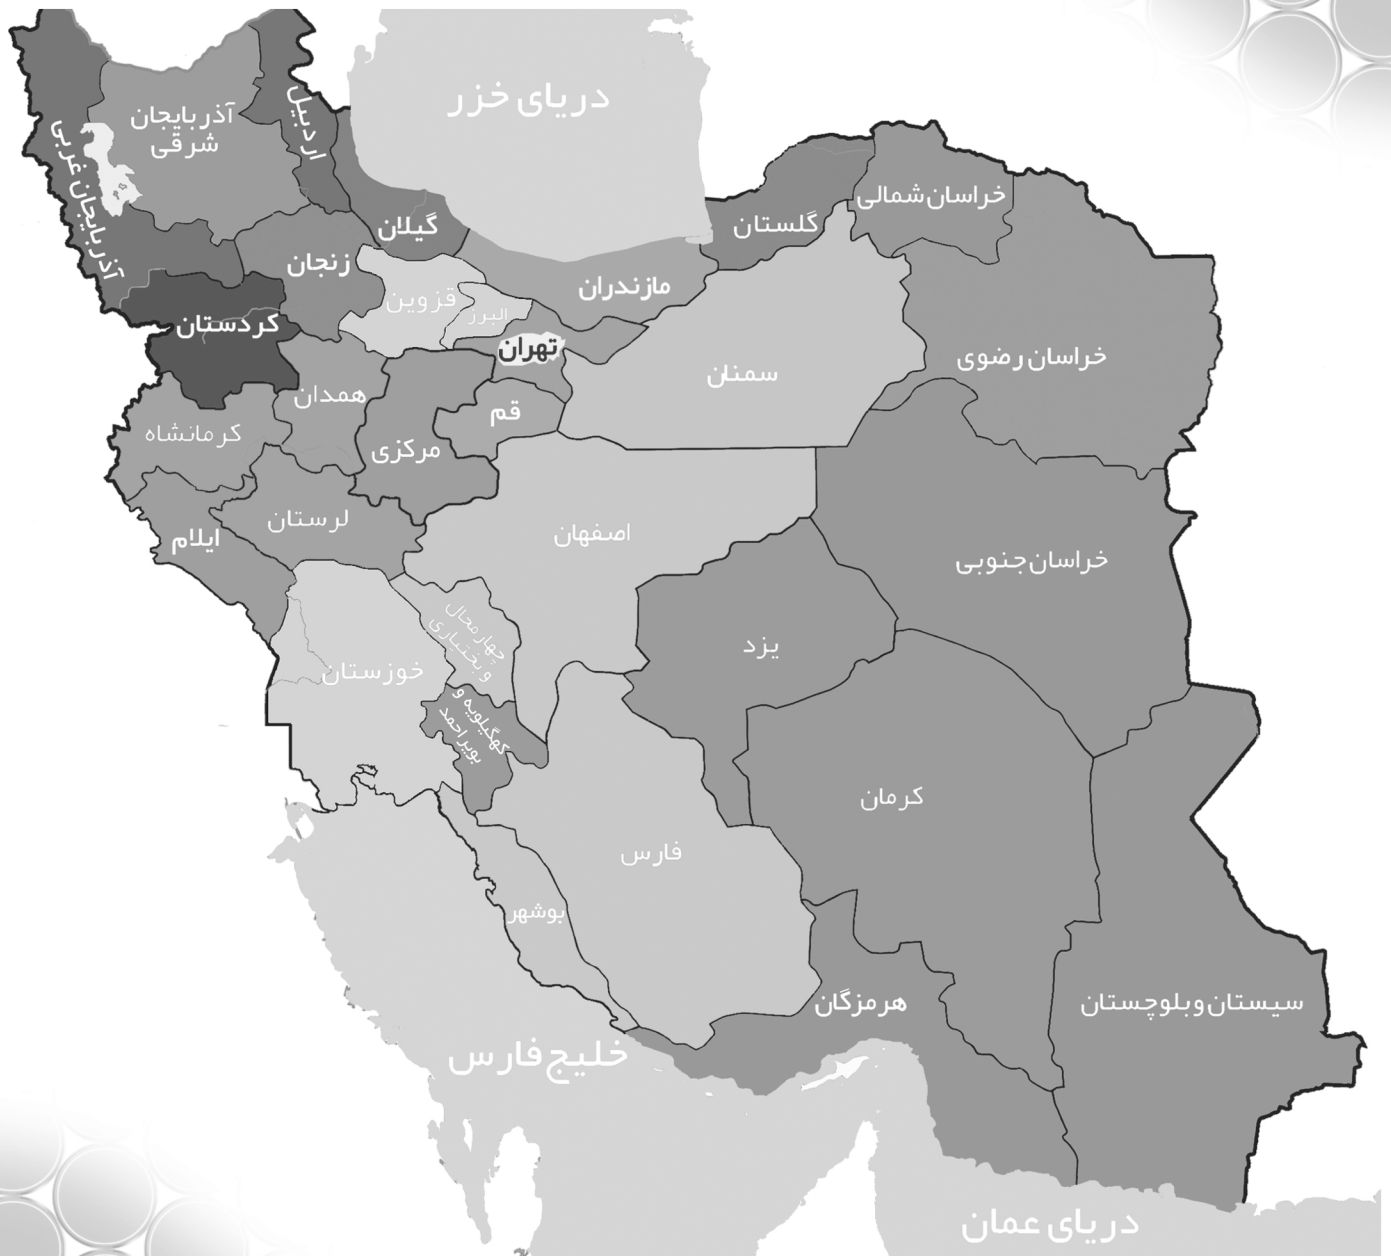 دریای خزر
آذربایجان
شرقی
اردبیل
آذربایجان غربی
گیلان
گلستان
خراسان شمالی
زنجان
مازندران
قزوین
البرز
کردستان
تهران
خراسان رضوی
سمنان
همدان
قم
کرمانشاه
مرکزی
لرستان
ایلام
اصفهان
خراسان جنوبی
چهارمحال
و بختیاری
یزد
خوزستان
کهگیلویه و
بویراحمد
کرمان
فارس
بوشهر
هرمزگان
سیستان و بلوچستان
خلیج فارس
دریای عمان